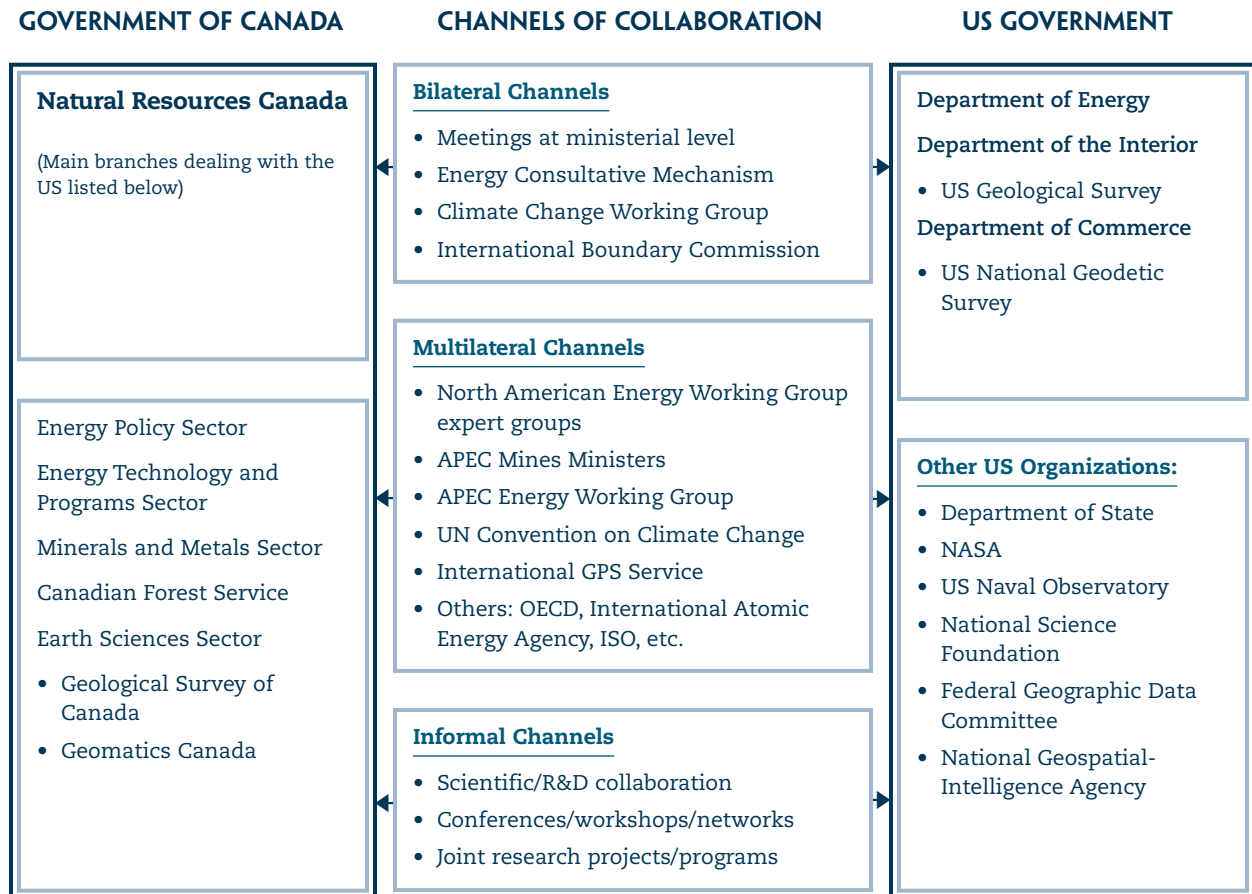 GOVERNMENT OF CANADA
Natural Resources Canada
(Main branches dealing with the
US listed below)
Energy Policy Sector
Energy Technology and
Programs Sector
Minerals and Metals Sector
Canadian Forest Service
Earth Sciences Sector
• Geological Survey of
Canada
• Geomatics Canada
CHANNELS OF COLLABORATION
Bilateral Channels
• Meetings at ministerial level
• Energy Consultative Mechanism
• Climate Change Working Group
• International Boundary Commission
Multilateral Channels
• North American Energy Working Group
expert groups
• APEC Mines Ministers
• APEC Energy Working Group
• UN Convention on Climate Change
• International GPS Service
• Others: OECD, International Atomic
Energy Agency, ISO, etc.
Informal Channels
• Scientific/R&D collaboration
• Conferences/workshops/networks
• Joint research projects/programs
US GOVERNMENT
Department of Energy
Department of the Interior
• US Geological Survey
Department of Commerce
• US National Geodetic
Survey
Other US Organizations:
• Department of State
• NASA
• US Naval Observatory
• National Science
Foundation
• Federal Geographic Data
Committee
• National Geospatial-
Intelligence Agency